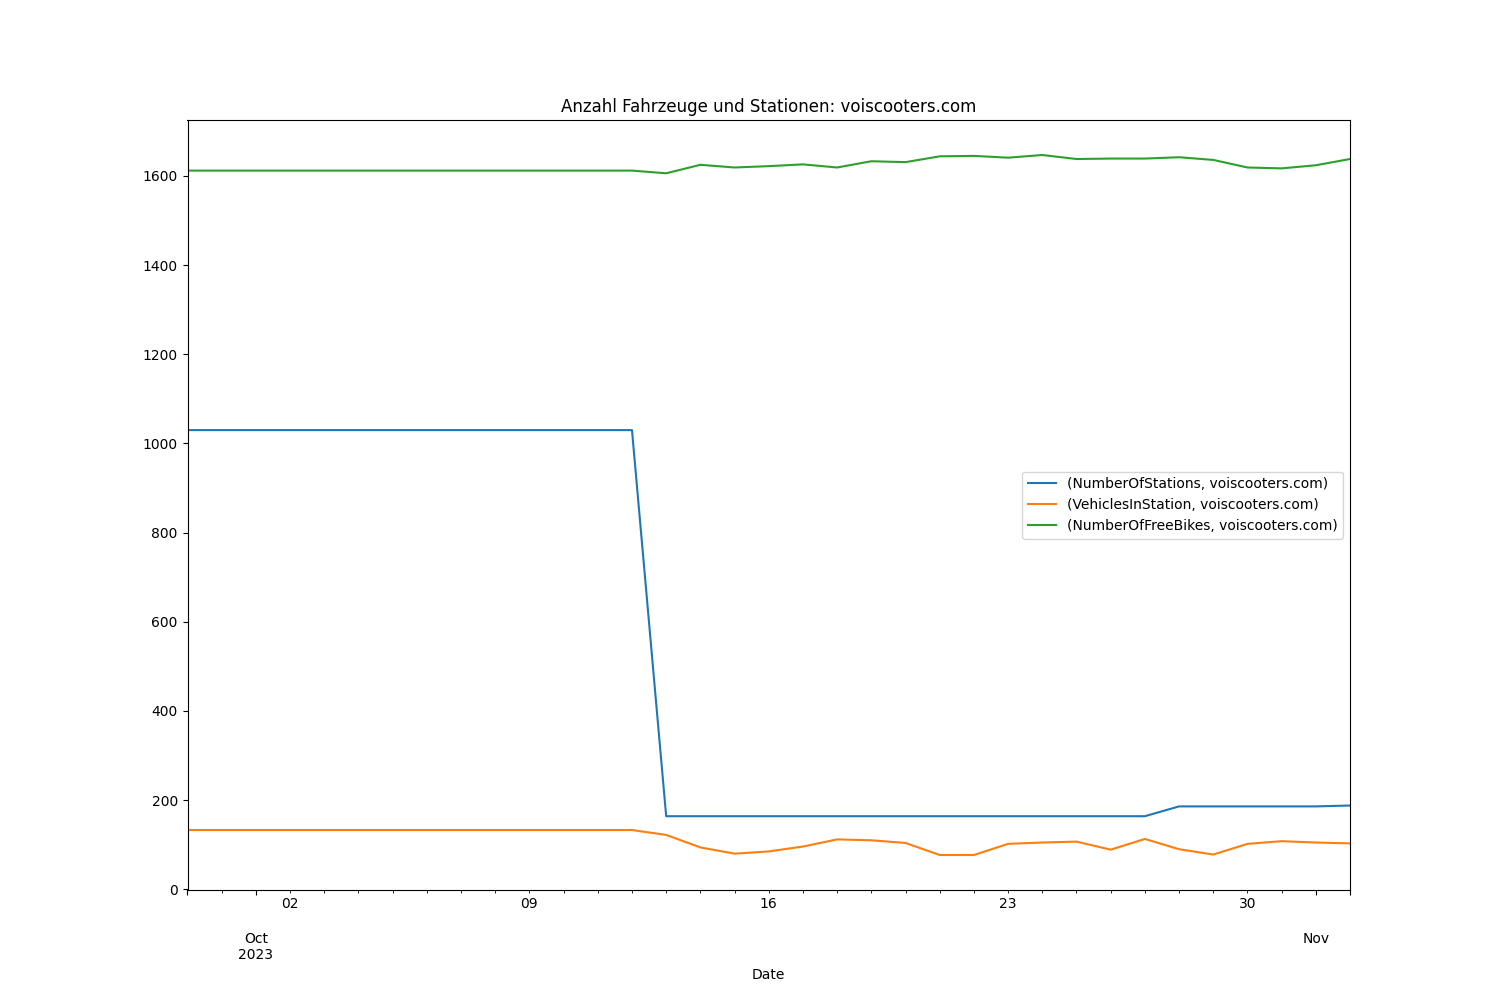 Anzahl Fahrzeuge und Stationen: voiscooters.com
1600
1400
1200
1000
800
600
400
200
0
(NumberOfStations, voiscooters.com)
(VehiclesInStation, voiscooters.com)
(NumberOfFreeBikes, voiscooters.com)
02 09 16 23 30
Oct Nov
2023
Date